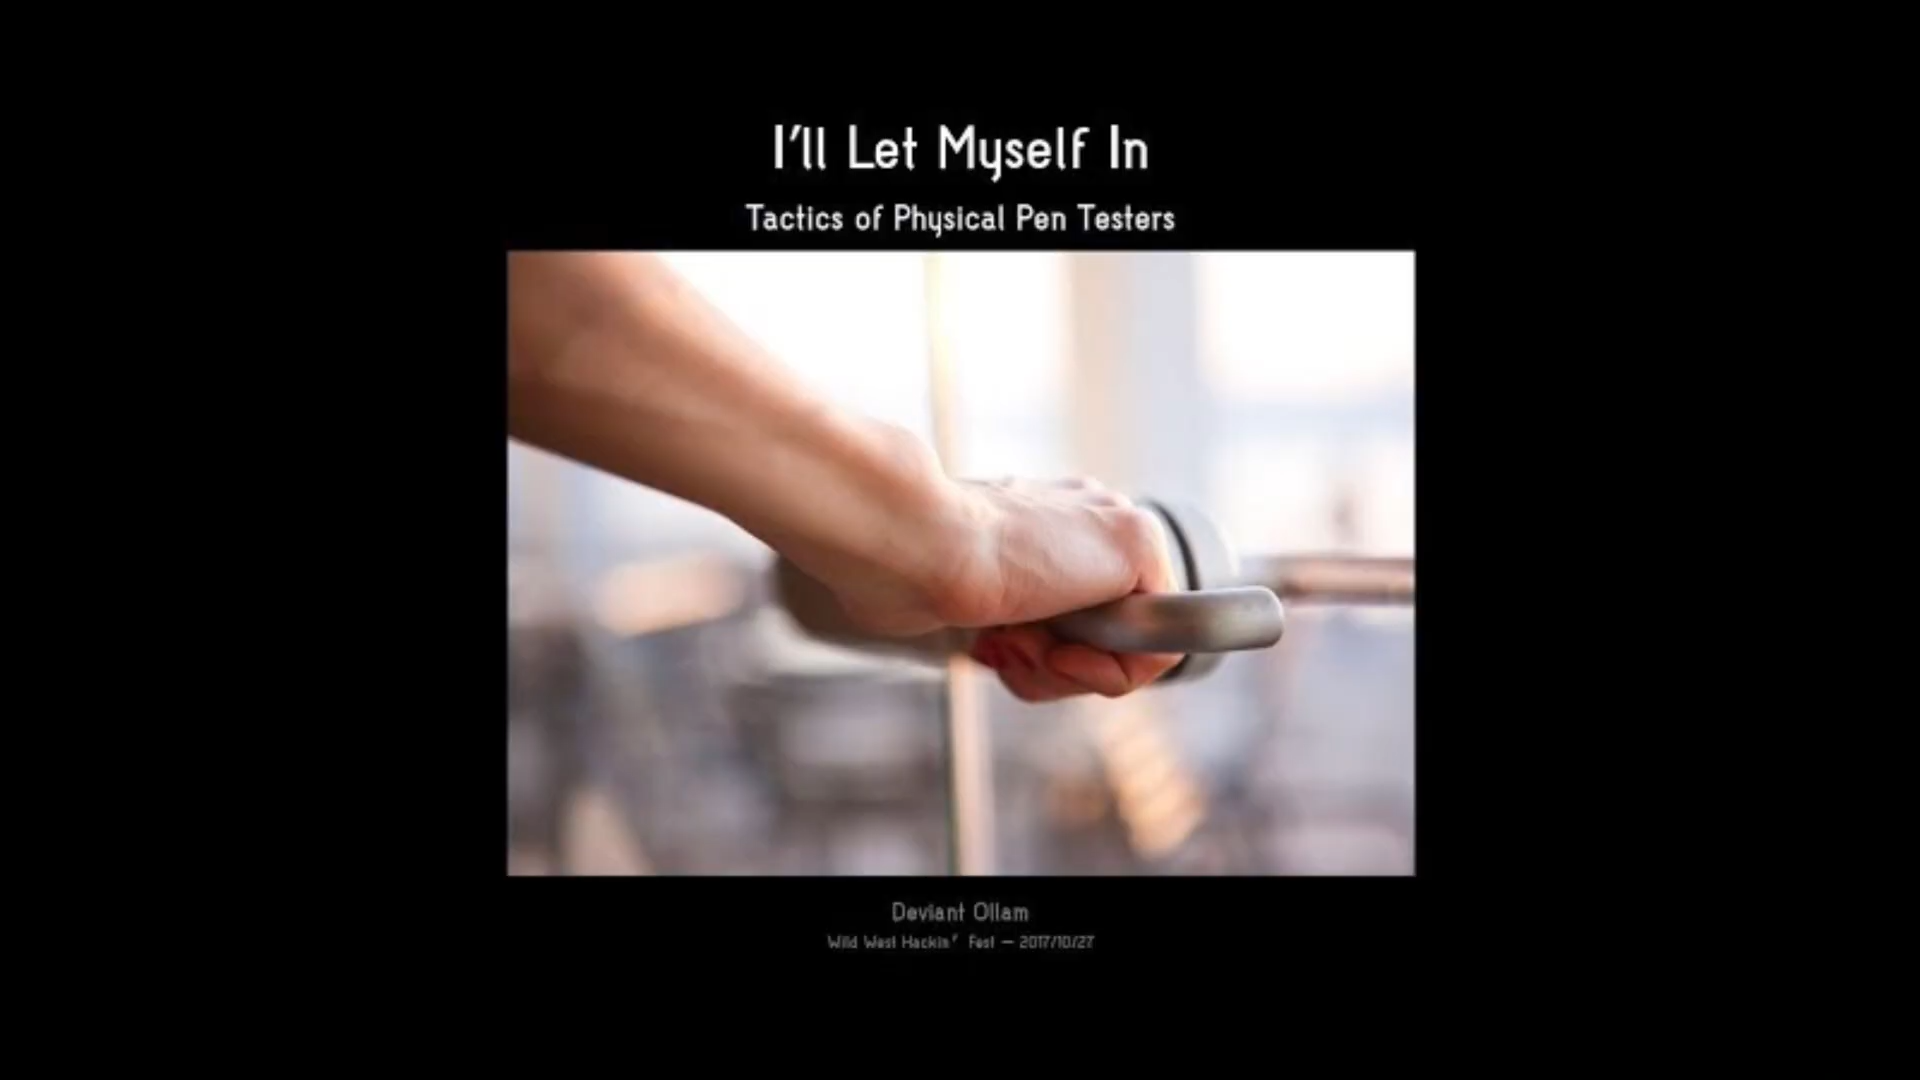 I'll Let Myself In
Tactics of Physical Pen Testers
Deviant Ollam
Wild West Hackin' Fest — 2017/10/27